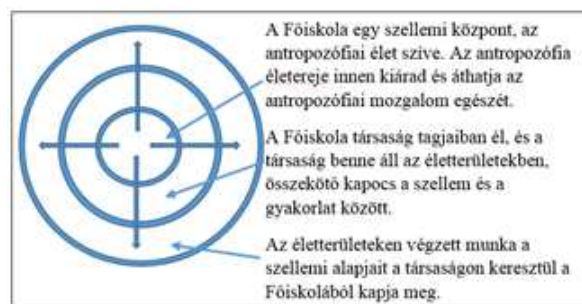 A Főiskola egy szellemi központ, az
antropozófiai élet szíve. Az antropozófia
életereje innen kiárad és áthatja az
antropozófiai mozgalom egészét.
A Főiskola társaság tagjaiban él, és a
társaság benne áll az életterületekben,
összekötő kapocs a szellem és a
gyakorlat között.
Az életterületeken végzett munka a
szellemi alapjait a társaságon keresztül a
Főiskolából kapja meg.